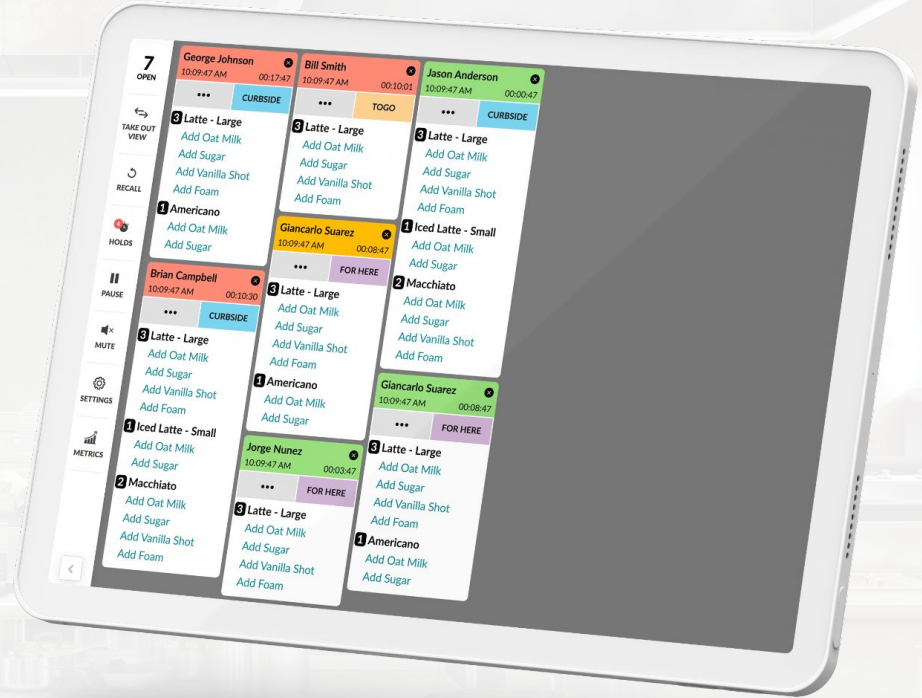 7
OPEN
TAKE OUT
VIEW
RECALL
HOLDS
PAUSE
MUTE
SETTINGS
METRICS
George Johnson
10:09:47 AM 00:17:47
••• CURBSIDE
3 Latte - Large
Add Oat Milk
Add Sugar
Add Vanilla Shot
Add Foam
1 Americano
Add Oat Milk
Add Sugar
Brian Campbell
10:09:47 AM 00:10:30
••• CURBSIDE
3 Latte - Large
Add Oat Milk
Add Sugar
Add Vanilla Shot
Add Foam
1 Iced Latte - Small
Add Oat Milk
Add Sugar
2 Macchiato
Add Oat Milk
Add Sugar
Add Vanilla Shot
Add Foam
Bill Smith
10:09:47 AM 00:10:01
••• TOGO
3 Latte - Large
Add Oat Milk
Add Sugar
Add Vanilla Shot
Add Foam
Giancarlo Suarez
10:09:47 AM 00:08:47
••• FOR HERE
3 Latte - Large
Add Oat Milk
Add Sugar
Add Vanilla Shot
Add Foam
1 Americano
Add Oat Milk
Add Sugar
Jorge Nunez
10:09:47 AM 00:03:47
••• FOR HERE
3 Latte - Large
Add Oat Milk
Add Sugar
Add Vanilla Shot
Add Foam
Jason Anderson
10:09:47 AM 00:00:47
••• CURBSIDE
3 Latte - Large
Add Oat Milk
Add Sugar
Add Vanilla Shot
Add Foam
1 Iced Latte - Small
Add Oat Milk
Add Sugar
2 Macchiato
Add Oat Milk
Add Sugar
Add Vanilla Shot
Add Foam
Giancarlo Suarez
10:09:47 AM 00:08:47
••• FOR HERE
3 Latte - Large
Add Oat Milk
Add Sugar
Add Vanilla Shot
Add Foam
1 Americano
Add Oat Milk
Add Sugar